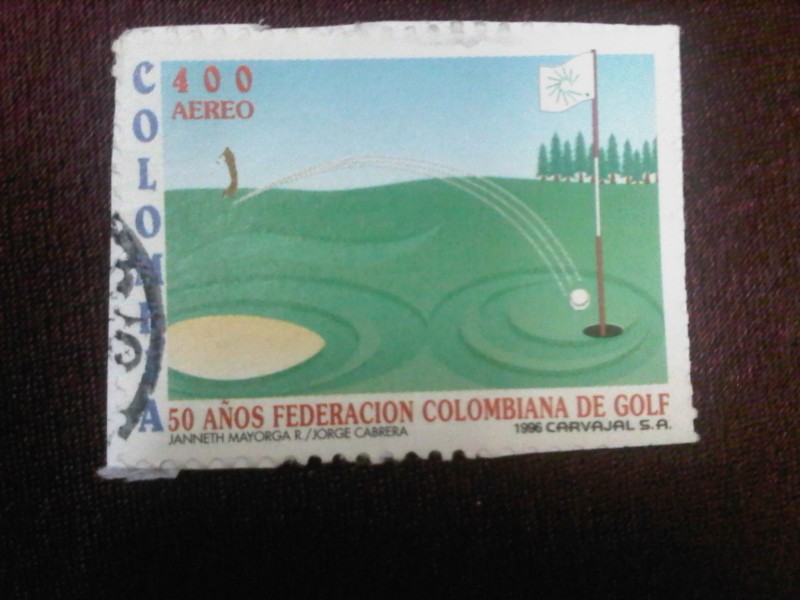 COLOMBIA
400
AEREO
50 AÑOS FEDERACION COLOMBIANA DE GOLF
JANNETH MAYORGA R./JORGE CABRERA
1996 CARVAJAL S.A.